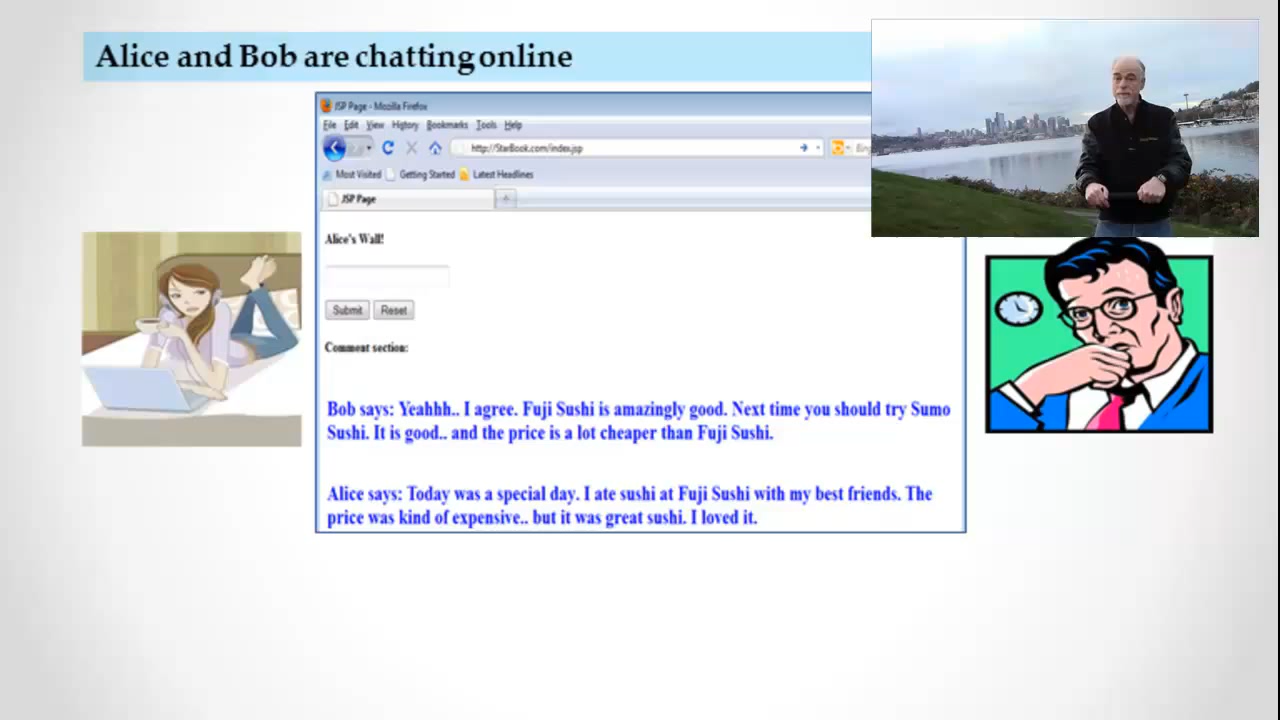 Alice and Bob are chatting online
JSP Page - Mozilla Firefox
File Edit View History Bookmarks Tools Help
http://StarBook.com/index.jsp
Most Visited Getting Started Latest Headlines
JSP Page
Alice's Wall!
Submit Reset
Comment section:
Bob says: Yeahhh.. I agree. Fuji Sushi is amazingly good. Next time you should try Sumo
Sushi. It is good.. and the price is a lot cheaper than Fuji Sushi.
Alice says: Today was a special day. I ate sushi at Fuji Sushi with my best friends. The
price was kind of expensive.. but it was great sushi. I loved it.